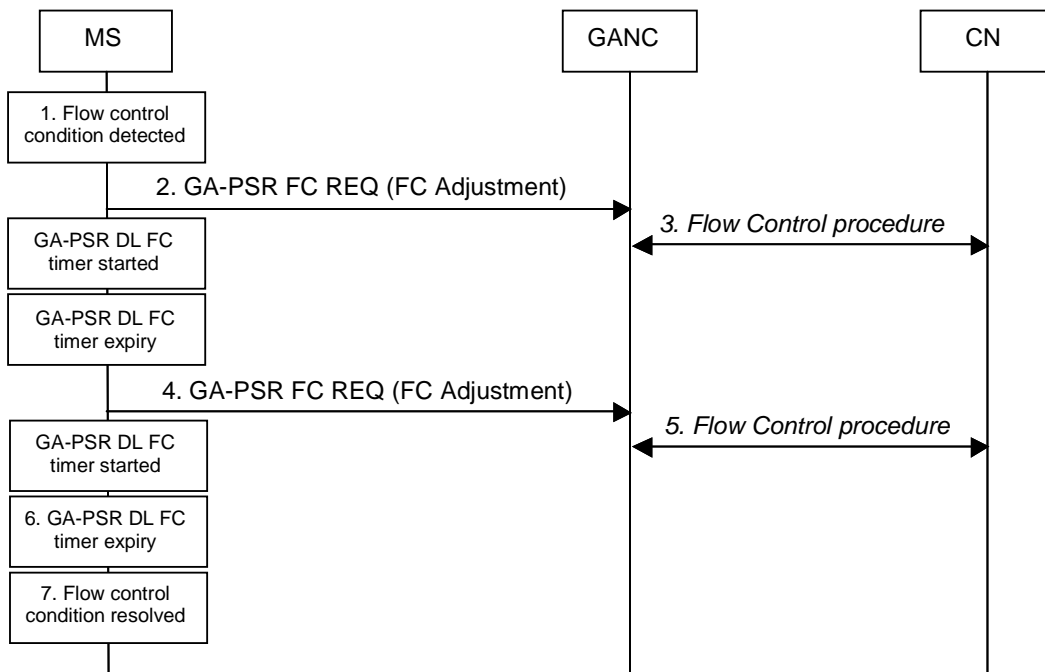 MS
GANC
CN
1. Flow control
condition detected
2. GA-PSR FC REQ (FC Adjustment)
GA-PSR DL FC
timer started
3. Flow Control procedure
GA-PSR DL FC
timer expiry
4. GA-PSR FC REQ (FC Adjustment)
GA-PSR DL FC
timer started
5. Flow Control procedure
6. GA-PSR DL FC
timer expiry
7. Flow control
condition resolved